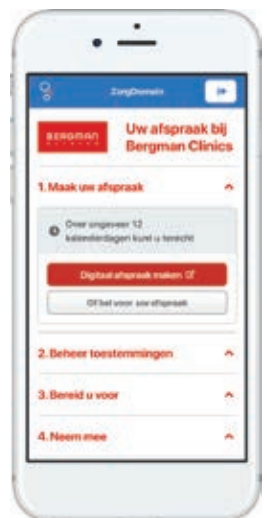 ZorgDomein
BERGMAN
CLINICS
Uw afspraak bij
Bergman Clinics
1. Maak uw afspraak
Over ongeveer 12
kalenderdagen kunt u terecht
Digitaal afspraak maken
Of bel voor uw afspraak
2. Beheer toestemmingen
3. Bereid u voor
4. Neem mee